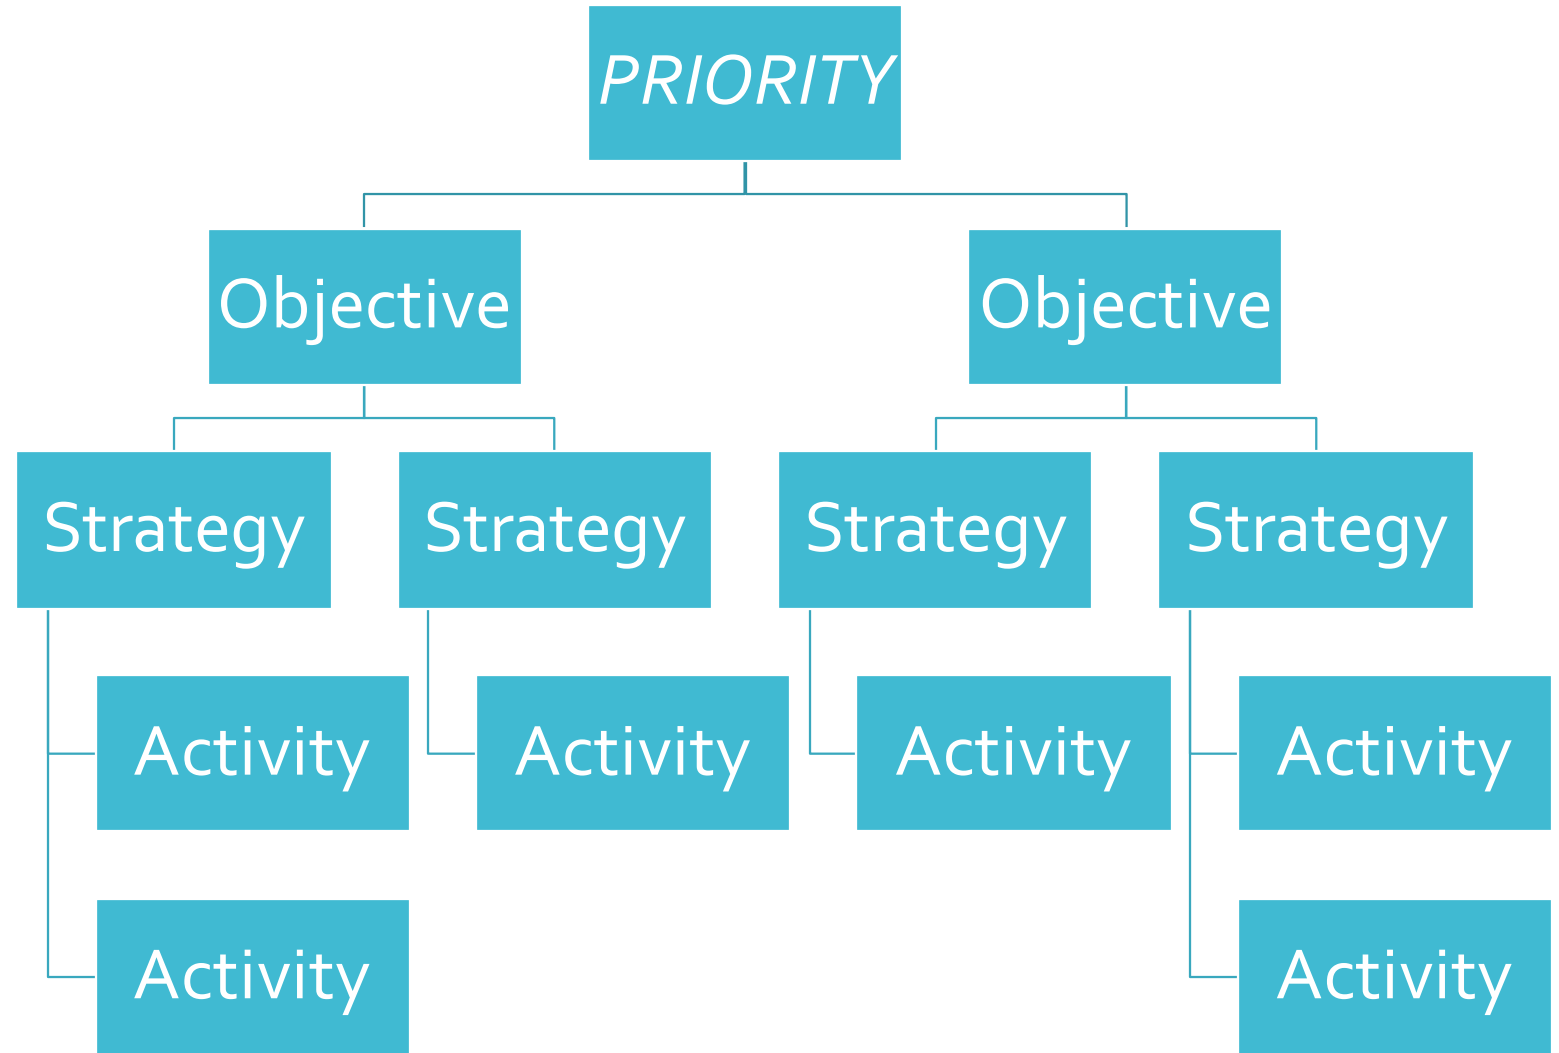 PRIORITY
Objective
Objective
Strategy
Strategy
Strategy
Strategy
Activity
Activity
Activity
Activity
Activity
Activity